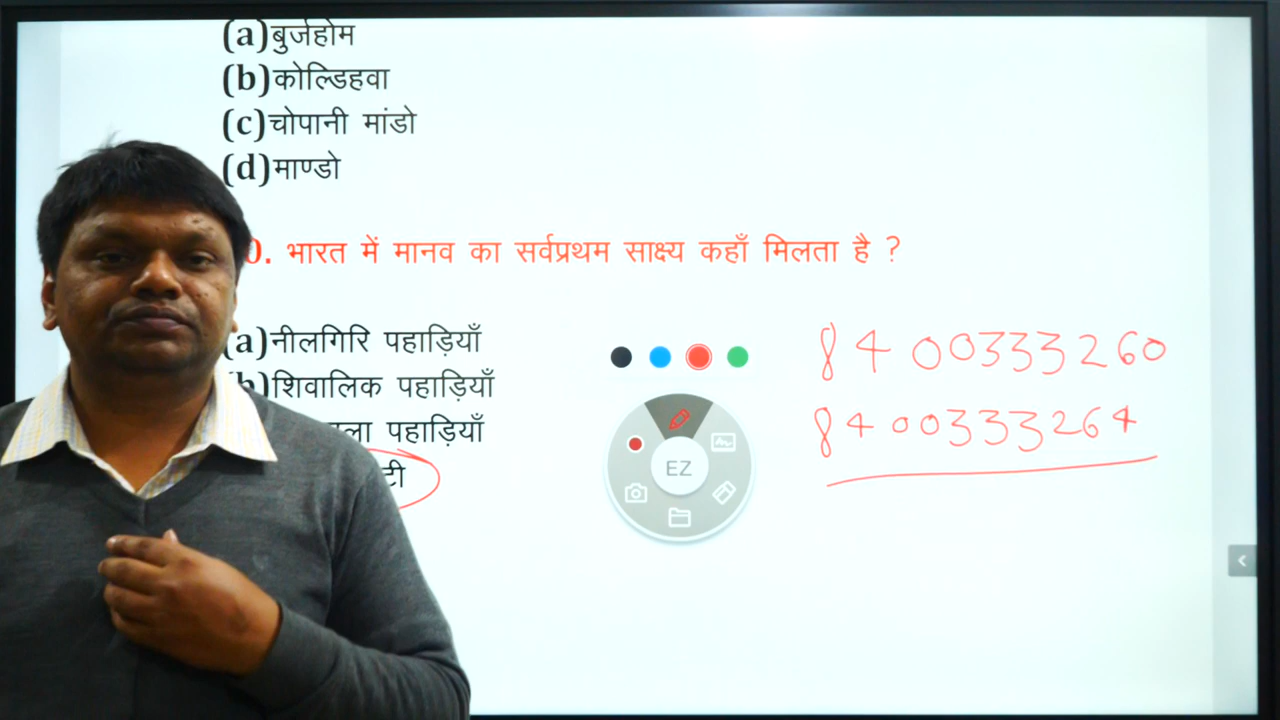 (a)बुर्जहोम
(b)कोल्डिहवा
(c)चोपानी मांडो
(d)माण्डो
0. भारत में मानव का सर्वप्रथम साक्ष्य कहाँ मिलता है ?
(a)नीलगिरि पहाड़ियाँ
(b)शिवालिक पहाड़ियाँ
पहाड़ियाँ
8400333260
8400333264
EZ